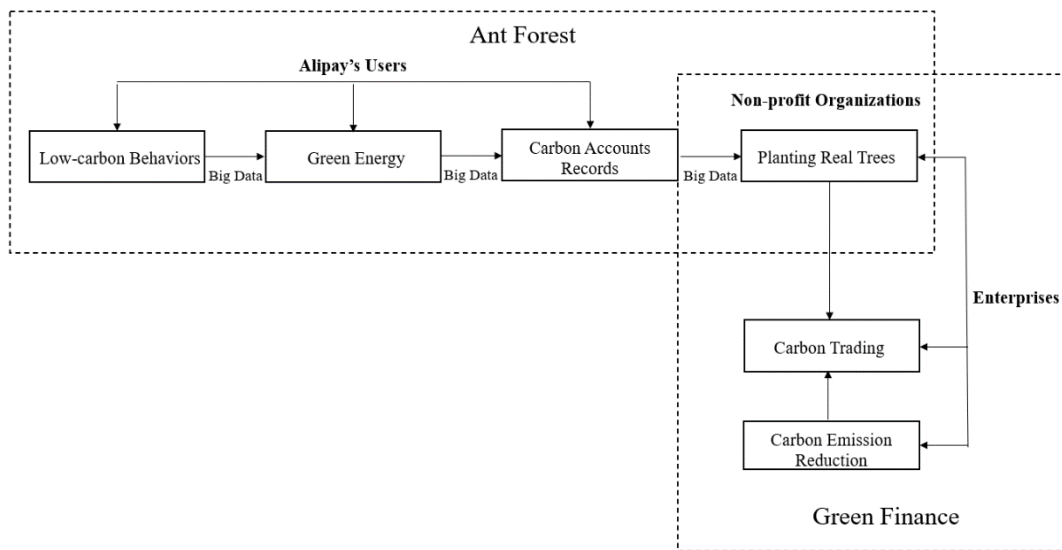 Ant Forest
Alipay's Users
Non-profit Organizations
Low-carbon Behaviors
Big Data
Green Energy
Big Data
Carbon Accounts
Records
Big Data
Planting Real Trees
Enterprises
Carbon Trading
Carbon Emission
Reduction
Green Finance